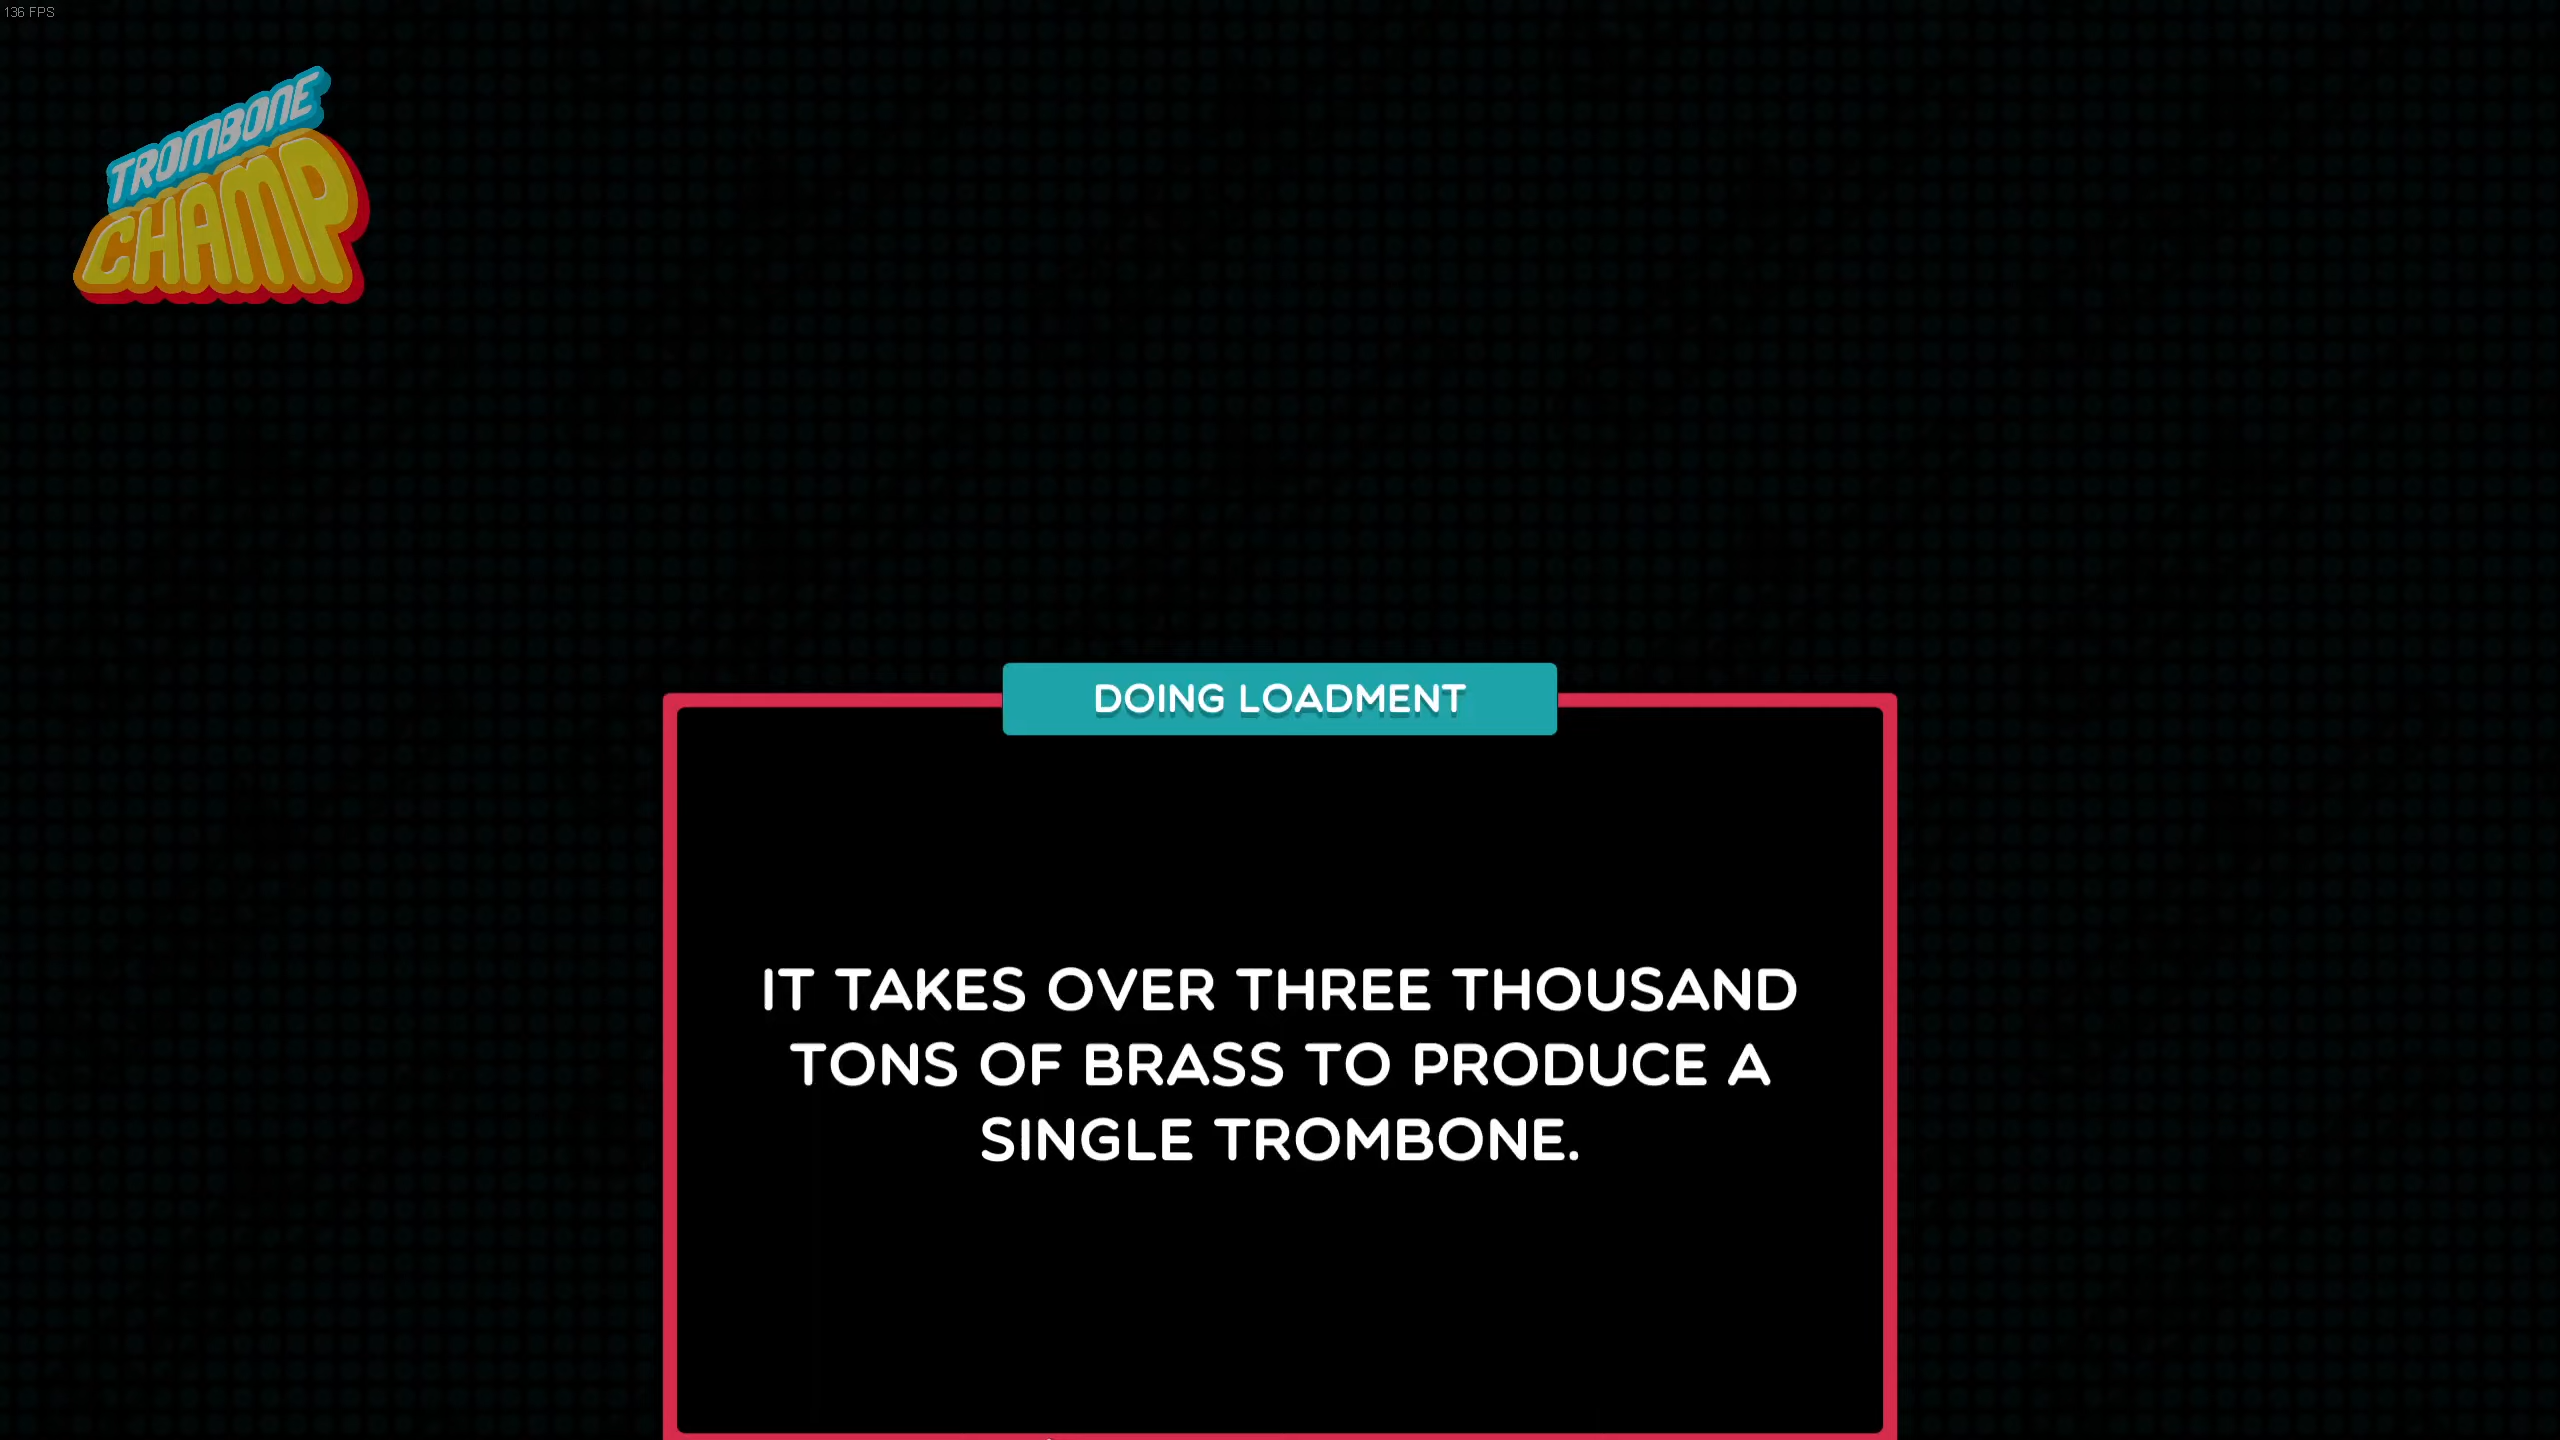 136 FPS
TROMBONE
CHAMP
DOING LOADMENT
IT TAKES OVER THREE THOUSAND
TONS OF BRASS TO PRODUCE A
SINGLE TROMBONE.